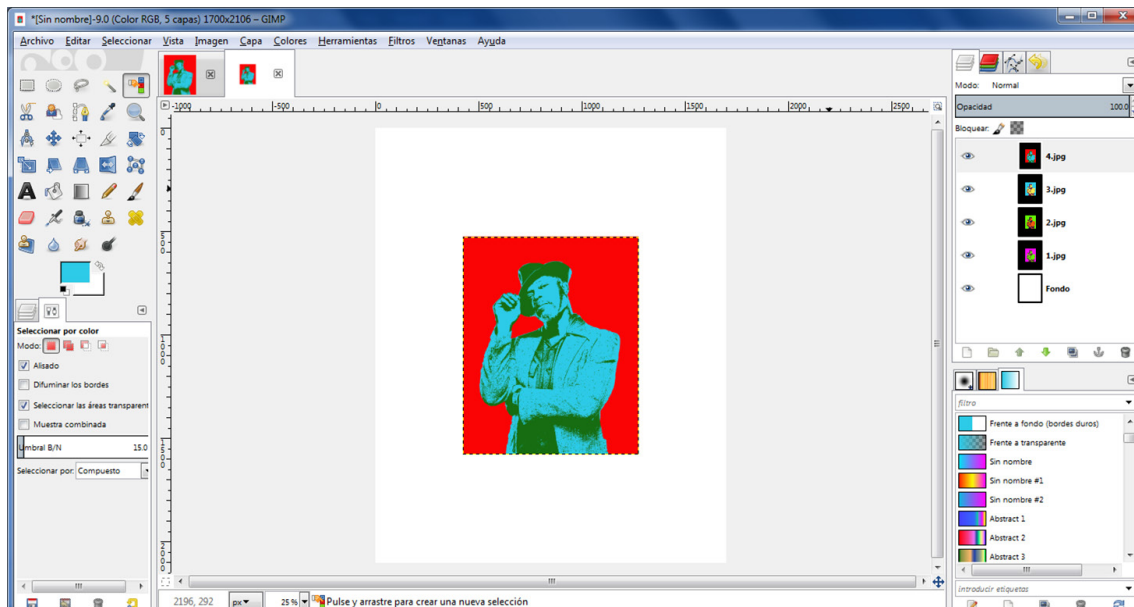 *[Sin nombre]-9.0 (Color RGB, 5 capas) 1700x2106 – GIMP
Archivo Editar Seleccionar Vista Imagen Capa Colores Herramientas Filtros Ventanas Ayuda
Modo: Normal
Opacidad 100.0
Bloquear:
4.jpg
3.jpg
2.jpg
1.jpg
Fondo
-1000 -500 0 500 1000 1500 2000 2500
0
500
1000
1500
2000
Seleccionar por color
Modo:
Alisado
Difuminar los bordes
Seleccionar las áreas transparent
Muestra combinada
Umbral B/N 15.0
Seleccionar por: Compuesto
filtro
Frente a fondo (bordes duros)
Frente a transparente
Sin nombre
Sin nombre #1
Sin nombre #2
Abstract 1
Abstract 2
Abstract 3
introducir etiquetas
2196, 292 px 25 % Pulse y arrastre para crear una nueva selección